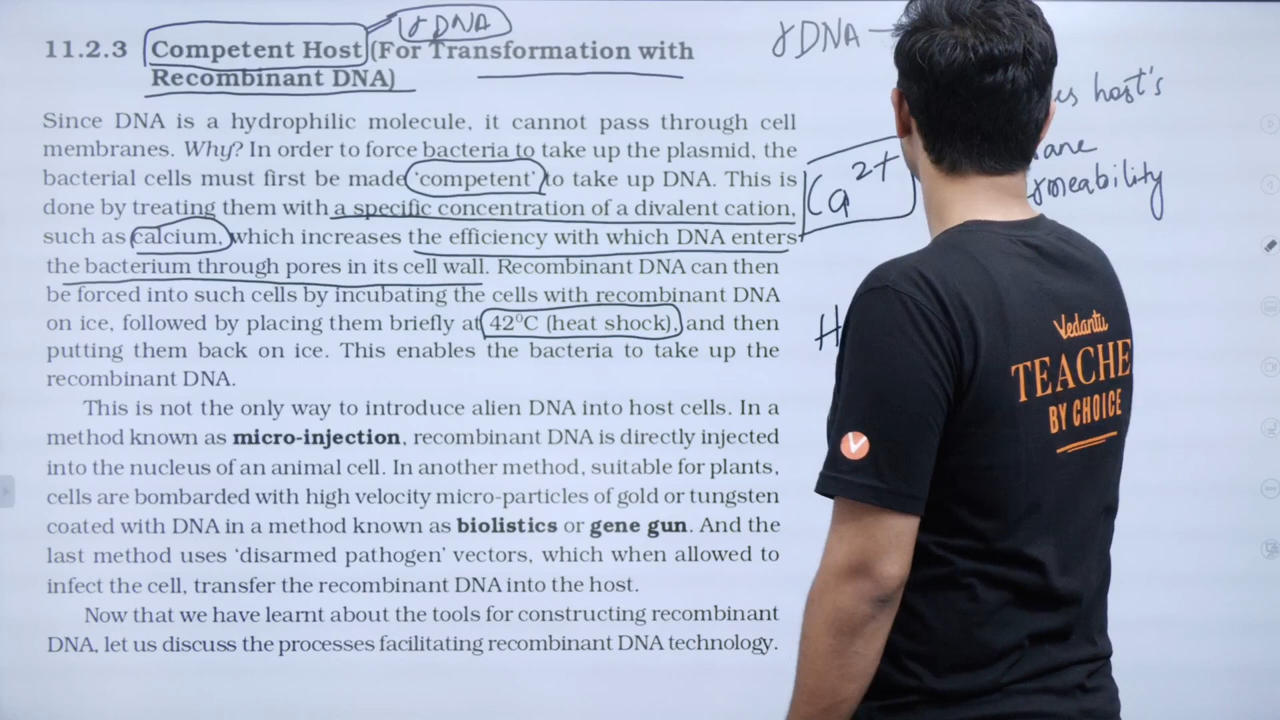 γDNA
11.2.3 Competent Host (For Transformation with
Recombinant DNA)
Since DNA is a hydrophilic molecule, it cannot pass through cell
membranes. Why? In order to force bacteria to take up the plasmid, the
bacterial cells must first be made ‘competent’ to take up DNA. This is
done by treating them with a specific concentration of a divalent cation,
such as calcium, which increases the efficiency with which DNA enters
the bacterium through pores in its cell wall. Recombinant DNA can then
be forced into such cells by incubating the cells with recombinant DNA
on ice, followed by placing them briefly at 42⁰C (heat shock), and then
putting them back on ice. This enables the bacteria to take up the
recombinant DNA.
This is not the only way to introduce alien DNA into host cells. In a
method known as micro-injection, recombinant DNA is directly injected
into the nucleus of an animal cell. In another method, suitable for plants,
cells are bombarded with high velocity micro-particles of gold or tungsten
coated with DNA in a method known as biolistics or gene gun. And the
last method uses ‘disarmed pathogen’ vectors, which when allowed to
infect the cell, transfer the recombinant DNA into the host.
Now that we have learnt about the tools for constructing recombinant
DNA, let us discuss the processes facilitating recombinant DNA technology.
γDNA
host's
Ca²⁺
H
Vedantu
TEACHE
BY CHOICE